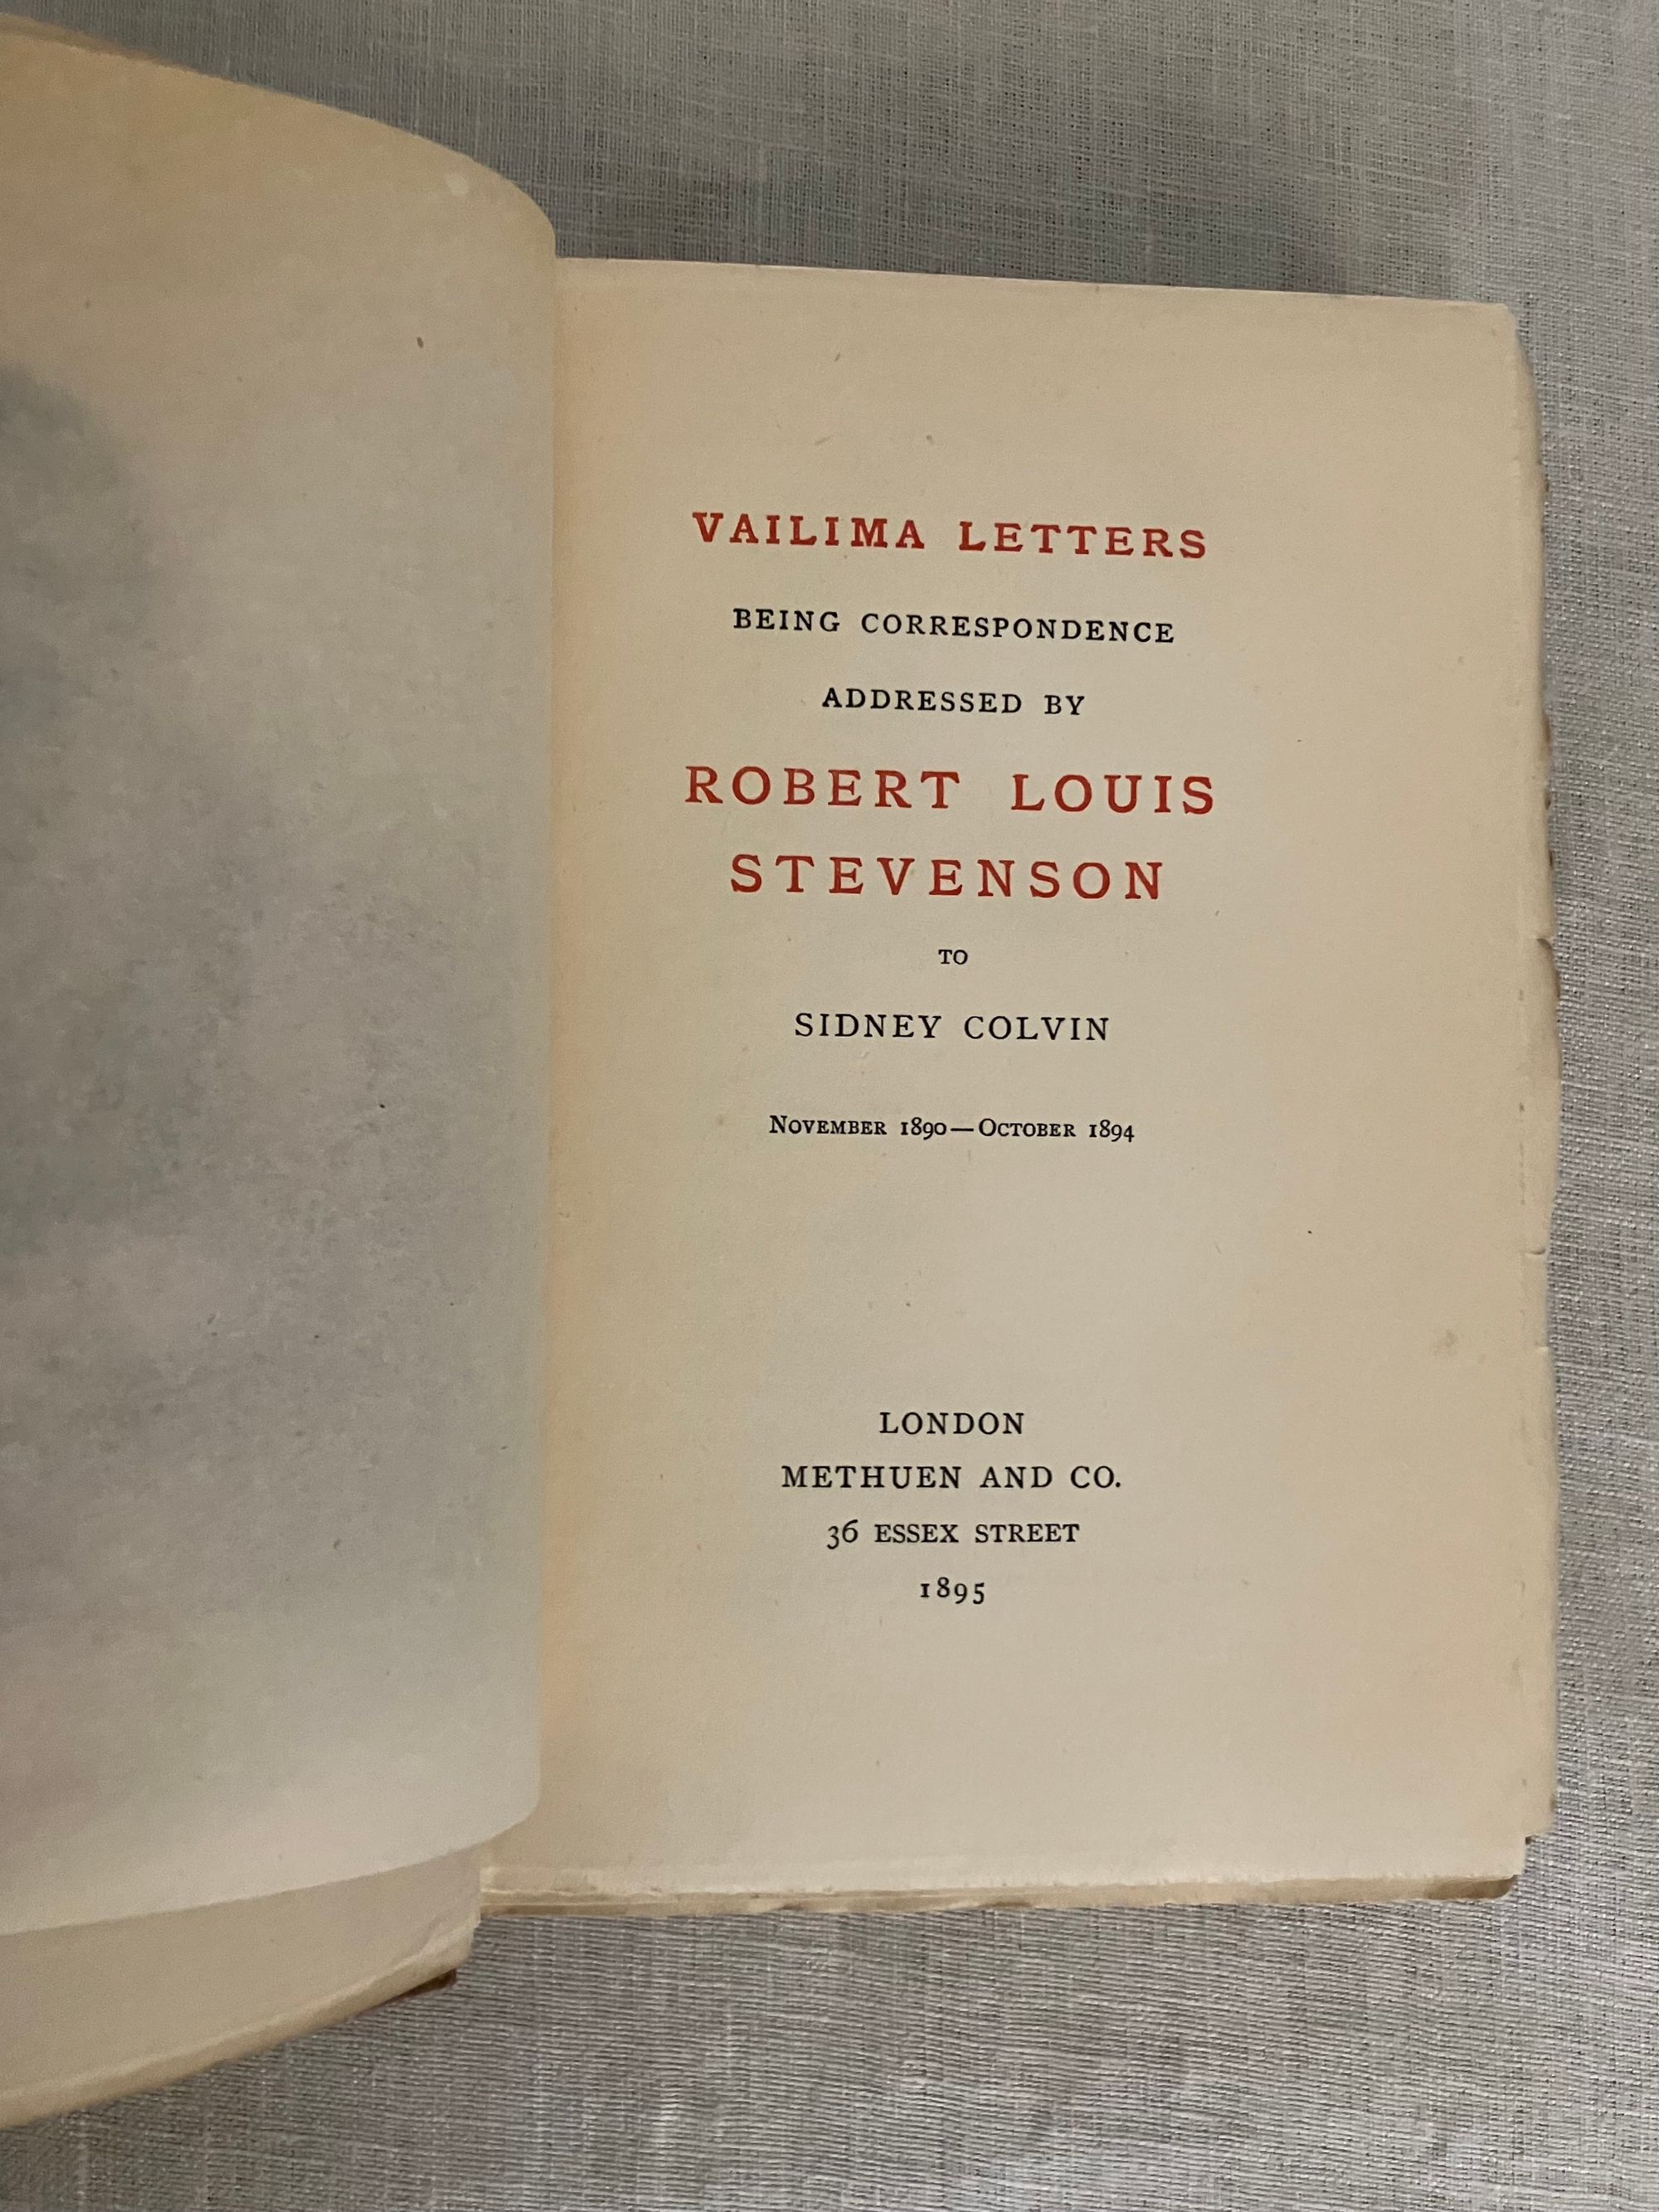 VAILIMA LETTERS
BEING CORRESPONDENCE
ADDRESSED BY
ROBERT LOUIS
STEVENSON
TO
SIDNEY COLVIN
NOVEMBER 1890—OCTOBER 1894
LONDON
METHUEN AND CO.
36 ESSEX STREET
1895